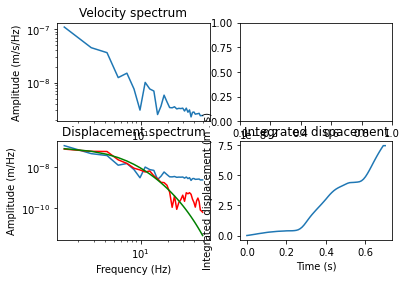 Velocity spectrum
Amplitude (m/s/Hz)
10⁻⁷
10⁻⁸
10¹
1.00
0.75
0.50
0.25
0.00
0.0 0.2 0.4 0.6 0.8 1.0
Displacement spectrum
Amplitude (m/Hz)
10⁻⁸
10⁻¹⁰
10¹
Frequency (Hz)
Integrated dispacement
Integrated displacement (m . s)
7.5
5.0
2.5
0.0
0.0 0.2 0.4 0.6
Time (s)